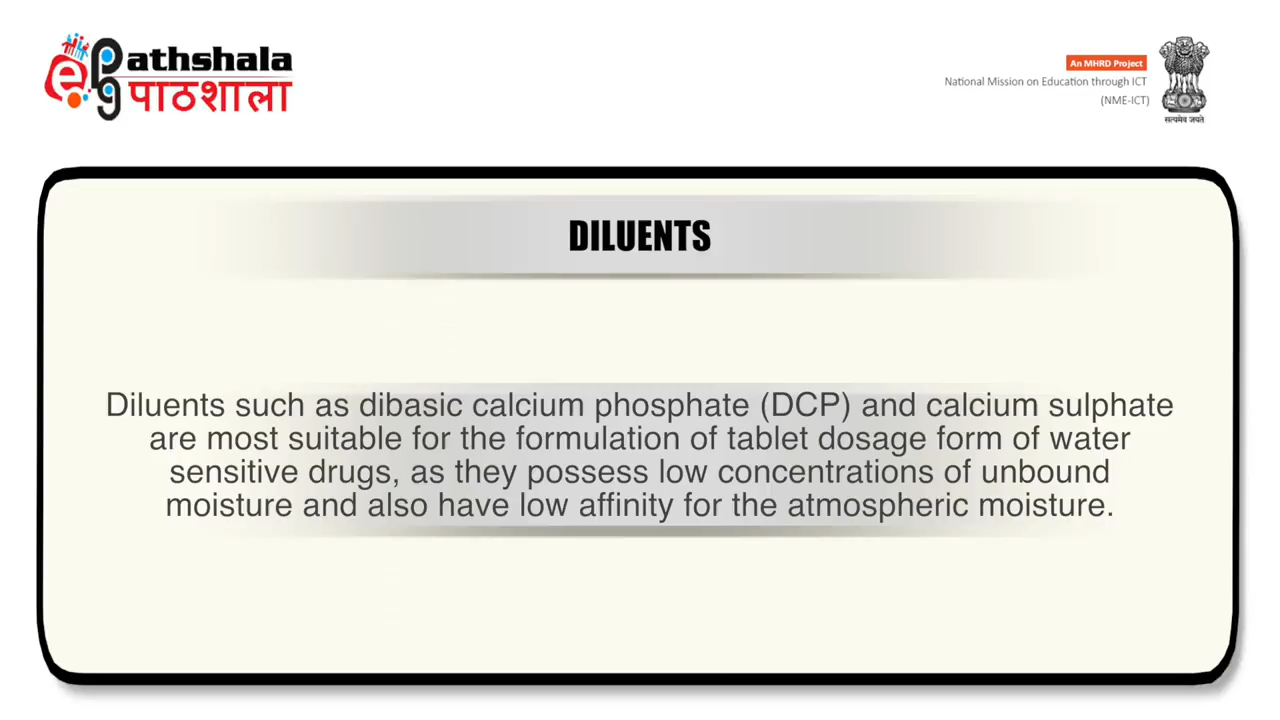 e pg Pathshala
पाठशाला
An MHRD Project
National Mission on Education through ICT
(NME-ICT)
सत्यमेव जयते
DILUENTS
Diluents such as dibasic calcium phosphate (DCP) and calcium sulphate
are most suitable for the formulation of tablet dosage form of water
sensitive drugs, as they possess low concentrations of unbound
moisture and also have low affinity for the atmospheric moisture.